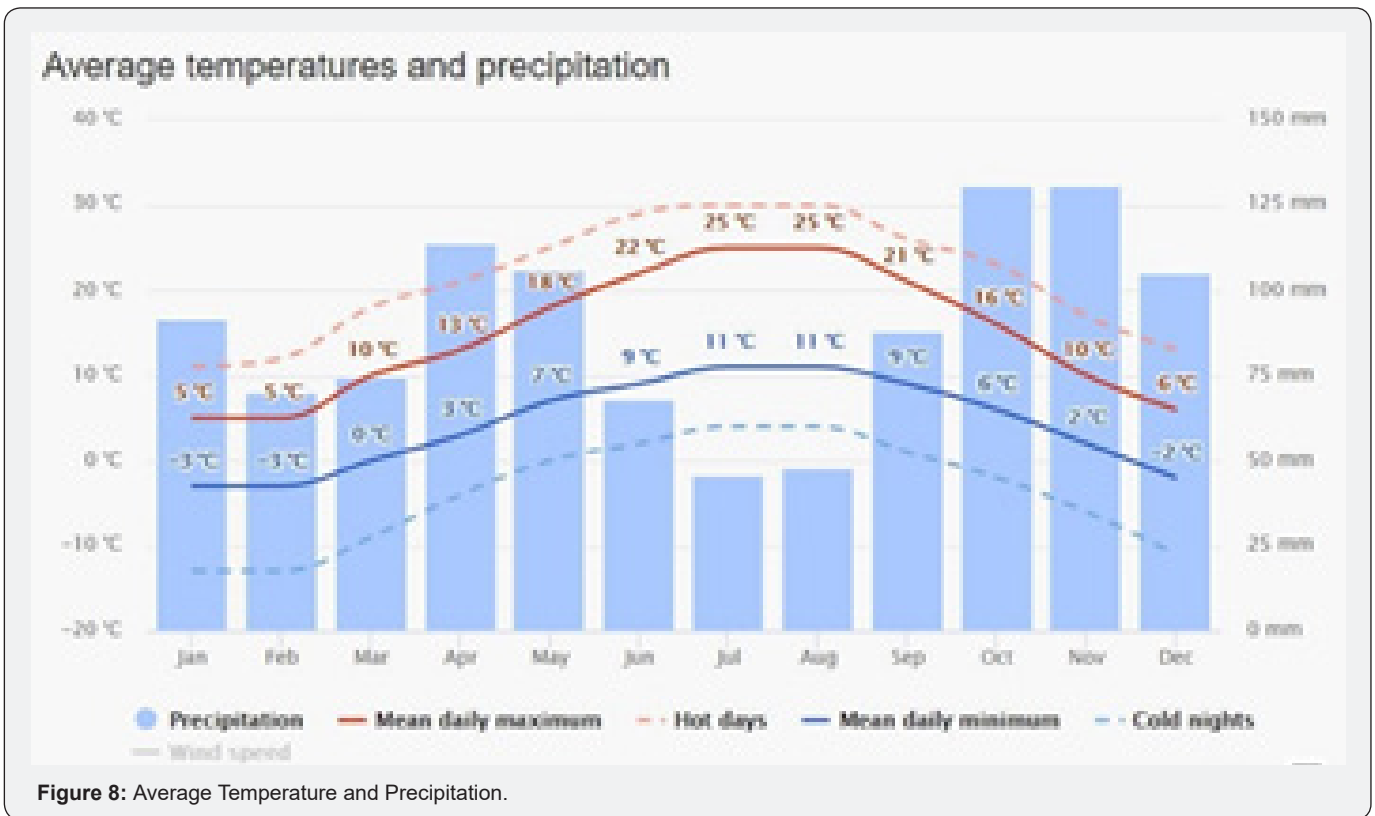 Average temperatures and precipitation
40 °C 150 mm
30 °C 125 mm
20 °C 100 mm
10 °C 75 mm
0 °C 50 mm
-10 °C 25 mm
-20 °C 0 mm
5 °C 5 °C 10 °C 13 °C 18 °C 22 °C 25 °C 25 °C 21 °C 16 °C 10 °C 6 °C
-3 °C -3 °C 0 °C 3 °C 7 °C 9 °C 11 °C 11 °C 9 °C 6 °C 2 °C -2 °C
Jan Feb Mar Apr May Jun Jul Aug Sep Oct Nov Dec
Precipitation Mean daily maximum Hot days Mean daily minimum Cold nights
Wind speed
Figure 8: Average Temperature and Precipitation.